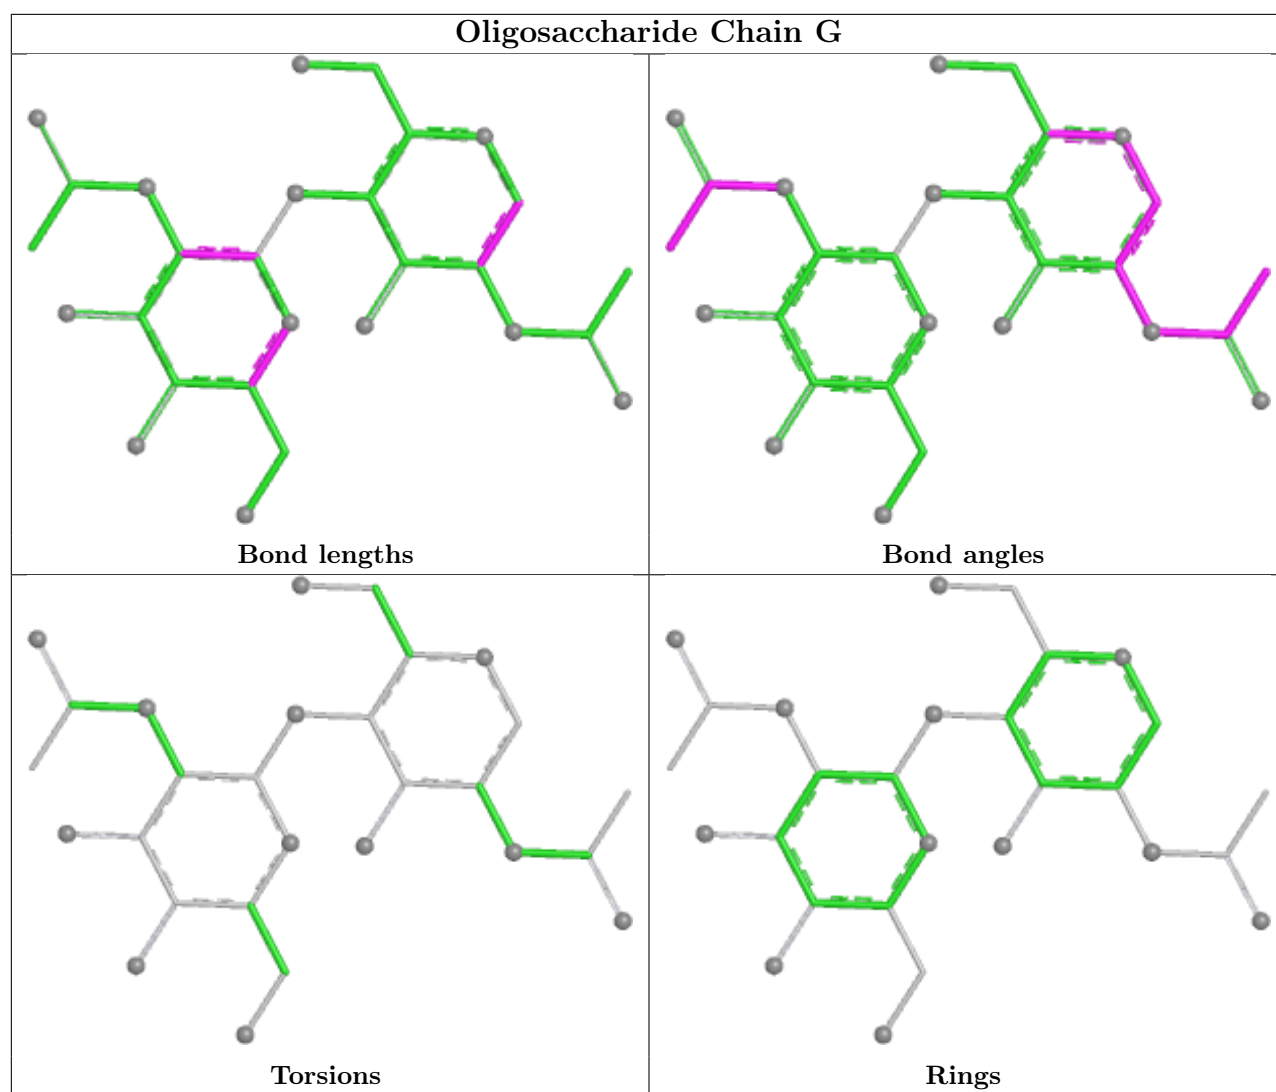 Oligosaccharide Chain G
Bond lengths
Bond angles
Torsions
Rings